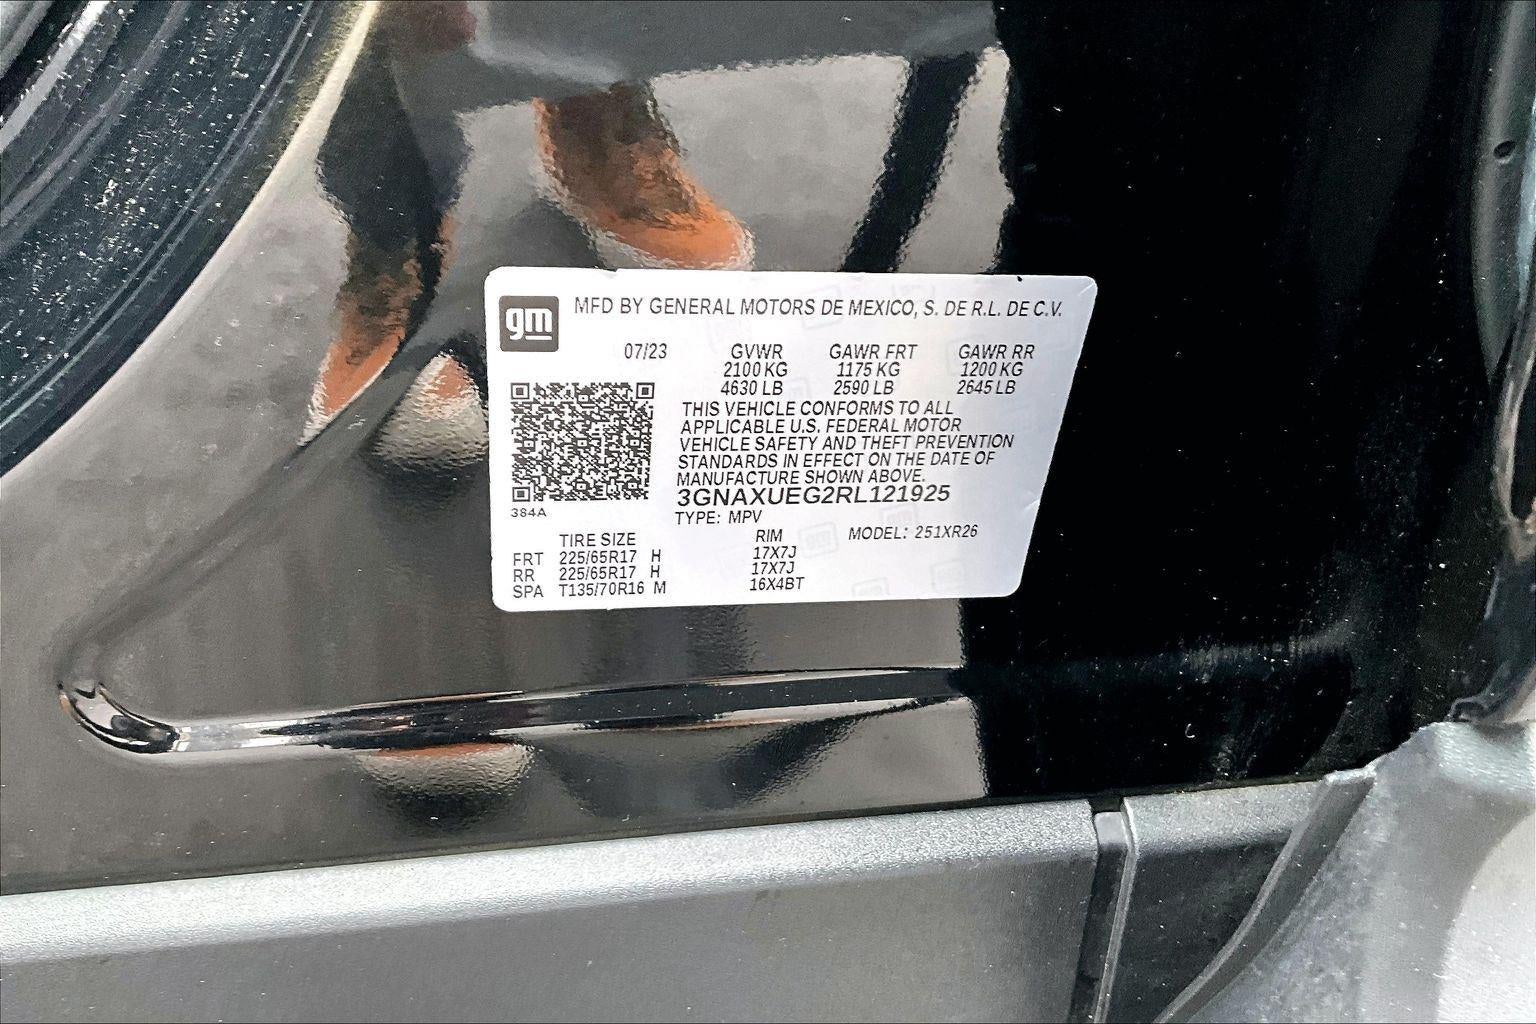 gm
MFD BY GENERAL MOTORS DE MEXICO, S. DE R.L. DE C.V.
07/23 GVWR GAWR FRT GAWR RR
2100 KG 1175 KG 1200 KG
4630 LB 2590 LB 2645 LB
THIS VEHICLE CONFORMS TO ALL
APPLICABLE U.S. FEDERAL MOTOR
VEHICLE SAFETY AND THEFT PREVENTION
STANDARDS IN EFFECT ON THE DATE OF
MANUFACTURE SHOWN ABOVE.
3GNAXUEG2RL121925
384A
TYPE: MPV
MODEL: 251XR26
TIRE SIZE RIM
FRT 225/65R17 H 17X7J
RR 225/65R17 H 17X7J
SPA T135/70R16 M 16X4BT